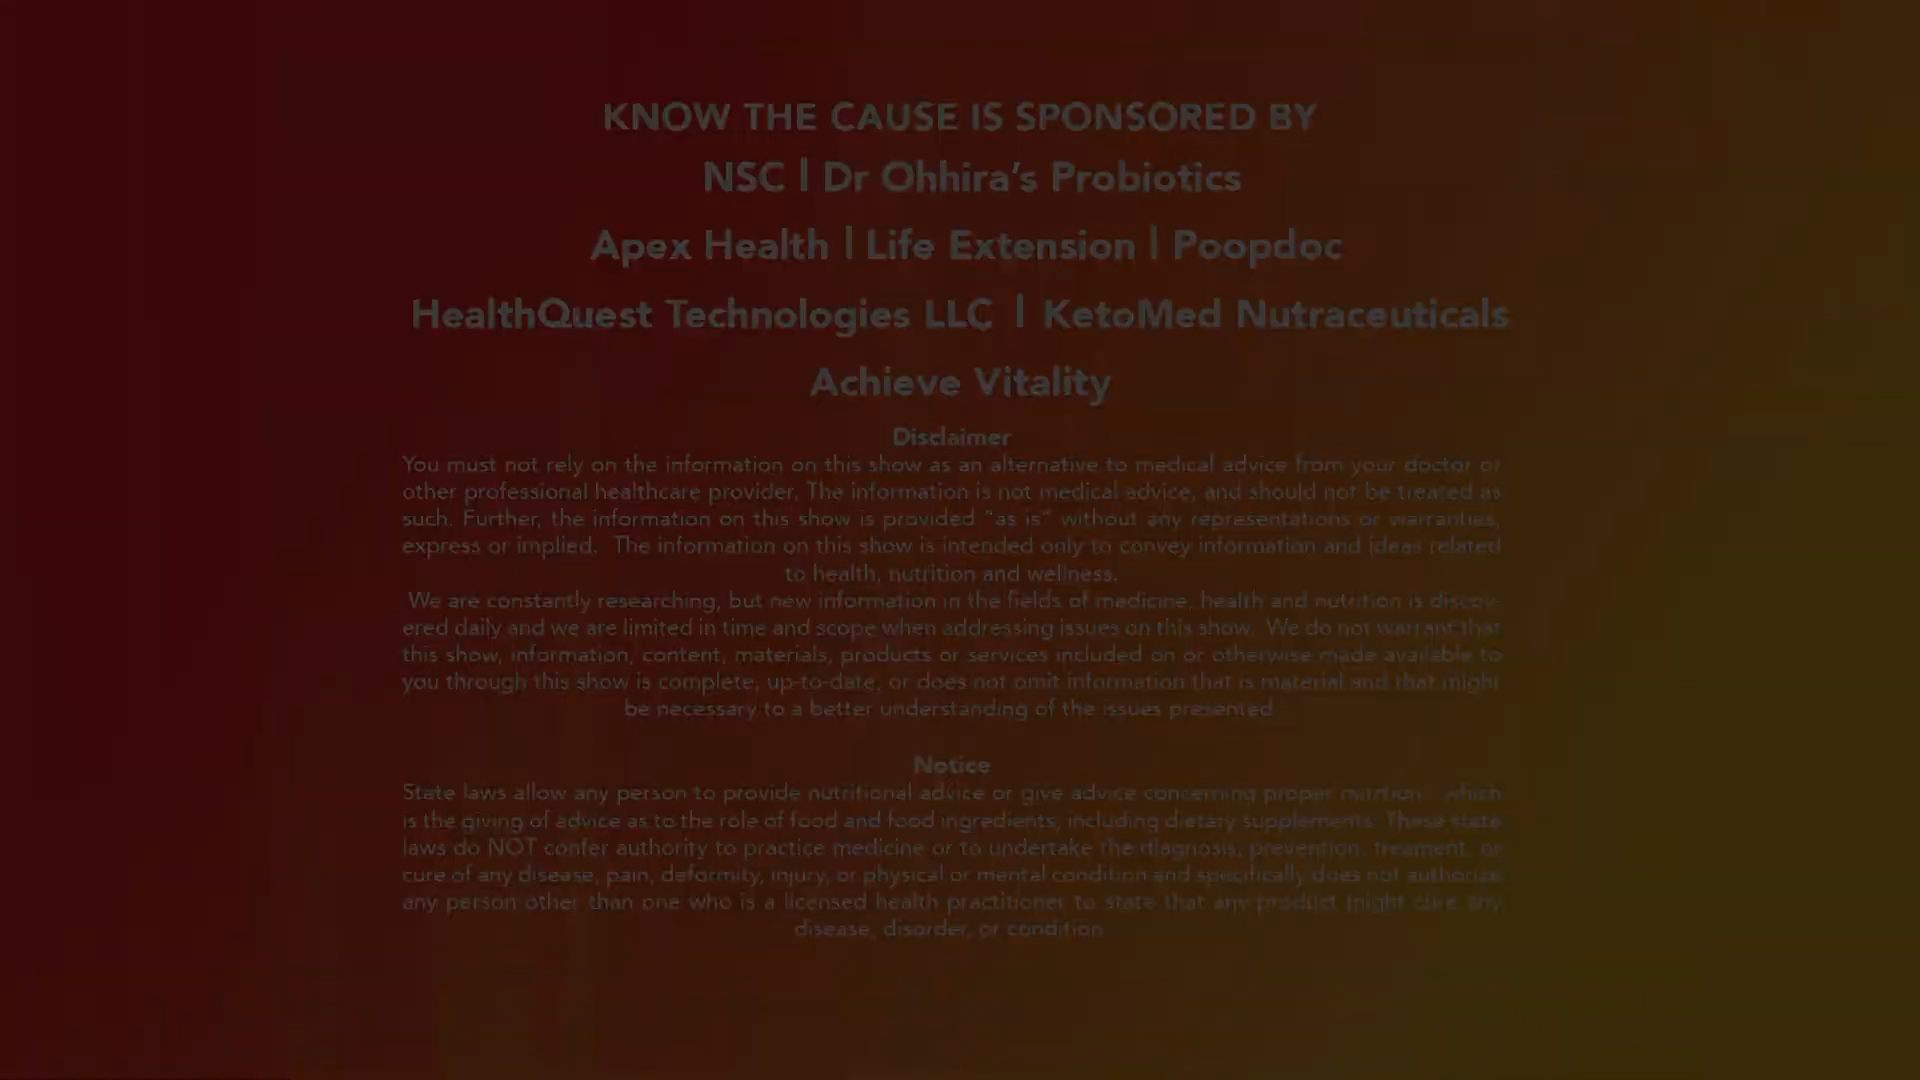 KNOW THE CAUSE IS SPONSORED BY
NSC | Dr Ohhira’s Probiotics
Apex Health | Life Extension | Poopdoc
HealthQuest Technologies LLC | KetoMed Nutraceuticals
Achieve Vitality
Disclaimer
You must not rely on the information on this show as an alternative to medical advice from your doctor or
other professional healthcare provider. The information is not medical advice, and should not be treated as
such. Further, the information on this show is provided “as is” without any representations or warranties,
express or implied. The information on this show is intended only to convey information and ideas related
to health, nutrition and wellness.
We are constantly researching, but new information in the fields of medicine, health and nutrition is discov-
ered daily and we are limited in time and scope when addressing issues on this show. We do not warrant that
this show, information, content, materials, products or services included on or otherwise made available to
you through this show is complete, up-to-date, or does not omit information that is material and that might
be necessary to a better understanding of the issues presented.
Notice
State laws allow any person to provide nutritional advice or give advice concerning proper nutrition which
is the giving of advice as to the role of food and food ingredients, including dietary supplements. These state
laws do NOT confer authority to practice medicine or to undertake the diagnosis, prevention, treament, or
cure of any disease, pain, deformity, injury, or physical or mental condition and specifically does not authorize
any person other than one who is a licensed health practitioner to state that any product might cure any
disease, disorder, or condition